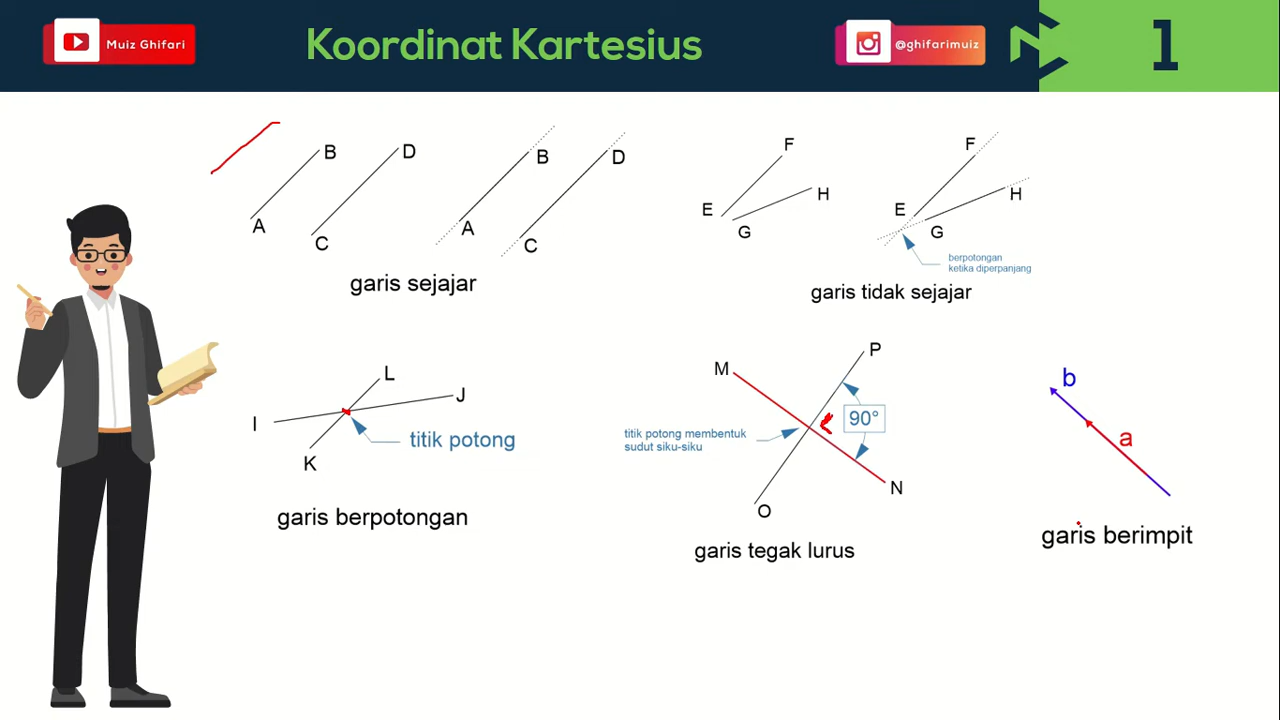 Muiz Ghifari
Koordinat Kartesius
@ghifarimuiz
1
B
D
A
C
B
D
A
C
garis sejajar
F
E
H
G
F
E
H
G
berpotongan
ketika diperpanjang
garis tidak sejajar
L
J
I
K
titik potong
garis berpotongan
M
P
90°
titik potong membentuk
sudut siku-siku
N
O
garis tegak lurus
b
a
garis berimpit